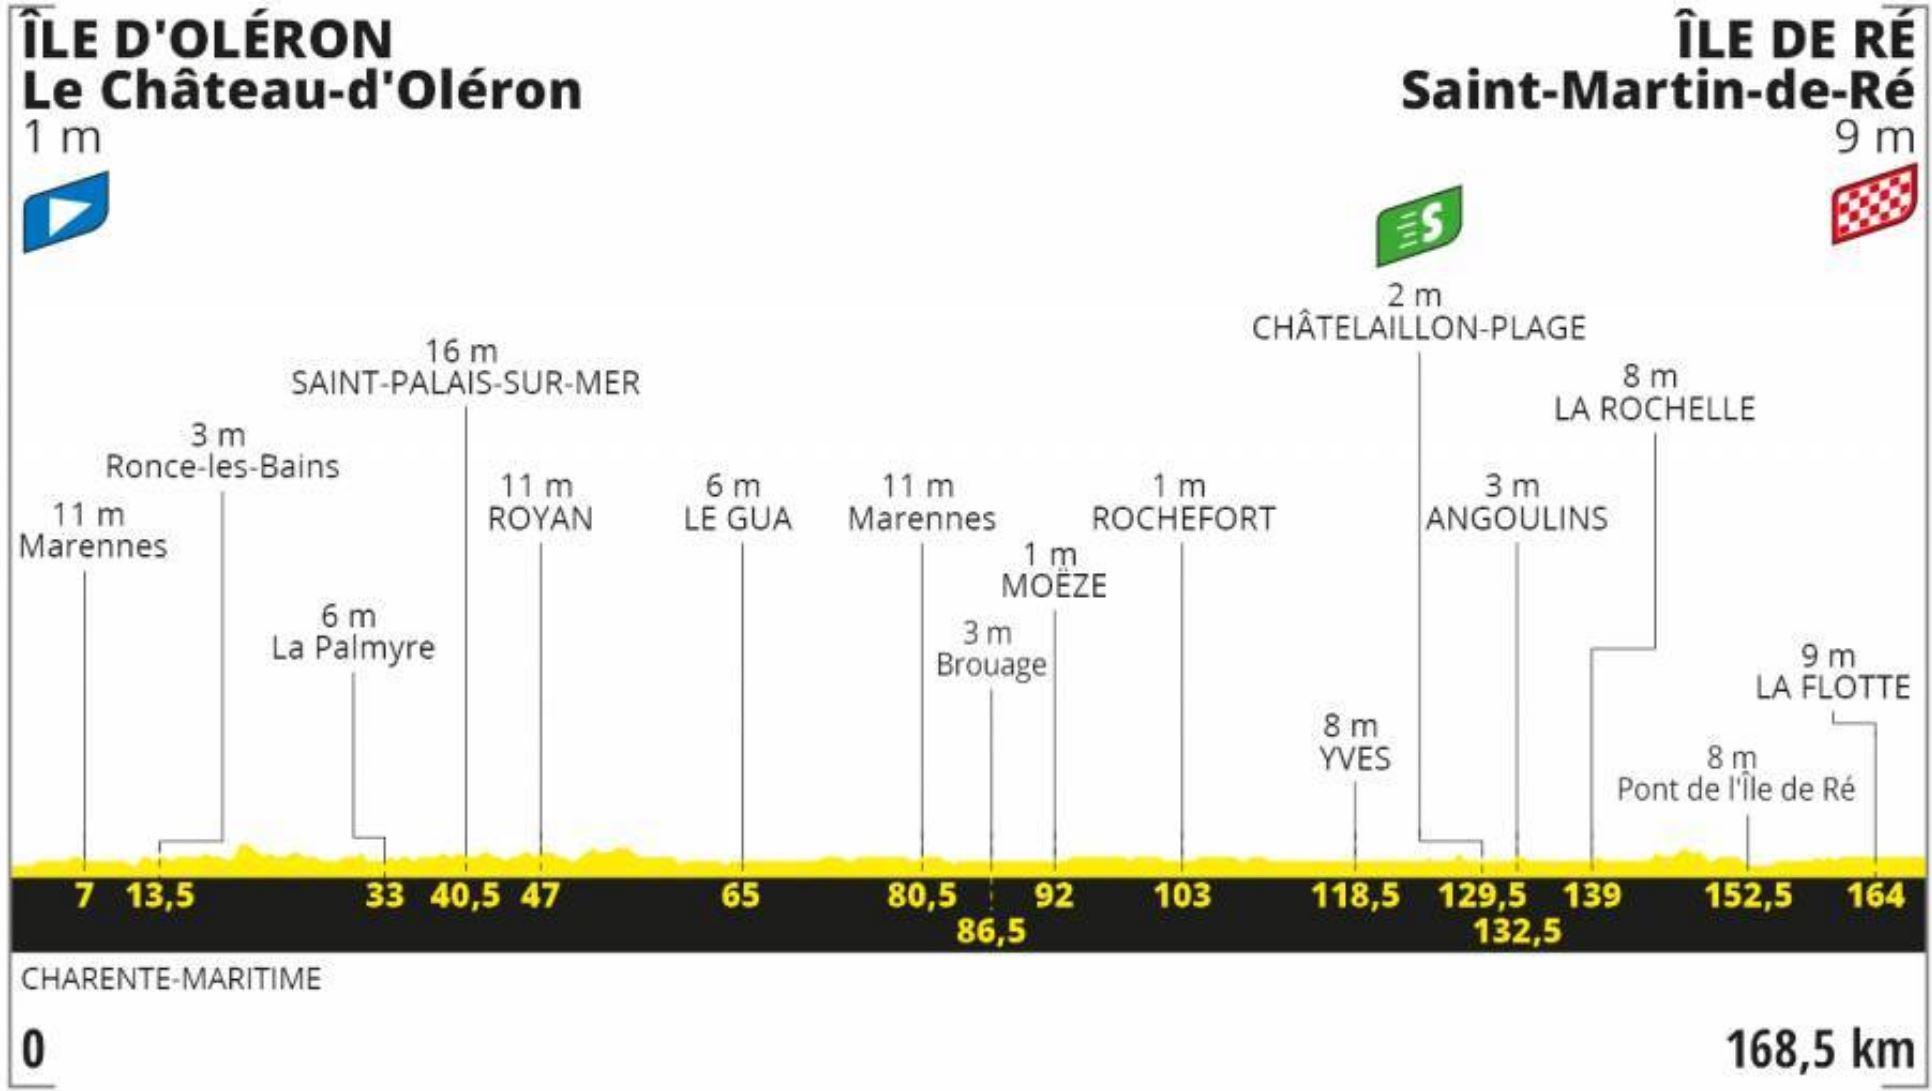 ÎLE D'OLÉRON
Le Château-d'Oléron
1 m
ÎLE DE RÉ
Saint-Martin-de-Ré
9 m
S
11 m
Marennes
3 m
Ronce-les-Bains
6 m
La Palmyre
16 m
SAINT-PALAIS-SUR-MER
11 m
ROYAN
6 m
LE GUA
11 m
Marennes
3 m
Brouage
1 m
MOËZE
1 m
ROCHEFORT
8 m
YVES
2 m
CHÂTELAILLON-PLAGE
3 m
ANGOULINS
8 m
LA ROCHELLE
8 m
Pont de l'Île de Ré
9 m
LA FLOTTE
7 13,5 33 40,5 47 65 80,5 92 103 118,5 129,5 139 152,5 164
86,5 132,5
CHARENTE-MARITIME
0
168,5 km